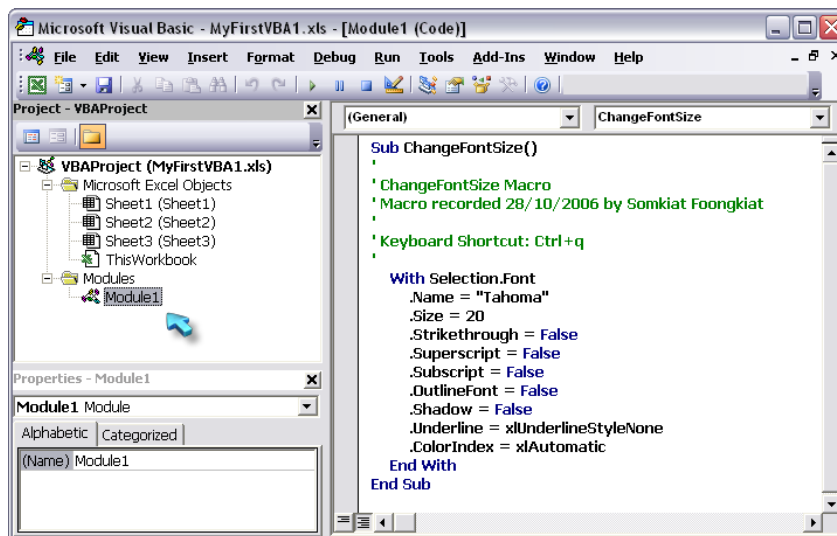 Microsoft Visual Basic - MyFirstVBA1.xls - [Module1 (Code)]
File Edit View Insert Format Debug Run Tools Add-Ins Window Help
Project - VBAProject
VBAProject (MyFirstVBA1.xls)
Microsoft Excel Objects
Sheet1 (Sheet1)
Sheet2 (Sheet2)
Sheet3 (Sheet3)
ThisWorkbook
Modules
Module1
Properties - Module1
Module1 Module
Alphabetic Categorized
(Name) Module1
(General) ChangeFontSize
Sub ChangeFontSize()
'
' ChangeFontSize Macro
' Macro recorded 28/10/2006 by Somkiat Foongkiat
'
' Keyboard Shortcut: Ctrl+q
'
With Selection.Font
.Name = "Tahoma"
.Size = 20
.Strikethrough = False
.Superscript = False
.Subscript = False
.OutlineFont = False
.Shadow = False
.Underline = xlUnderlineStyleNone
.ColorIndex = xlAutomatic
End With
End Sub